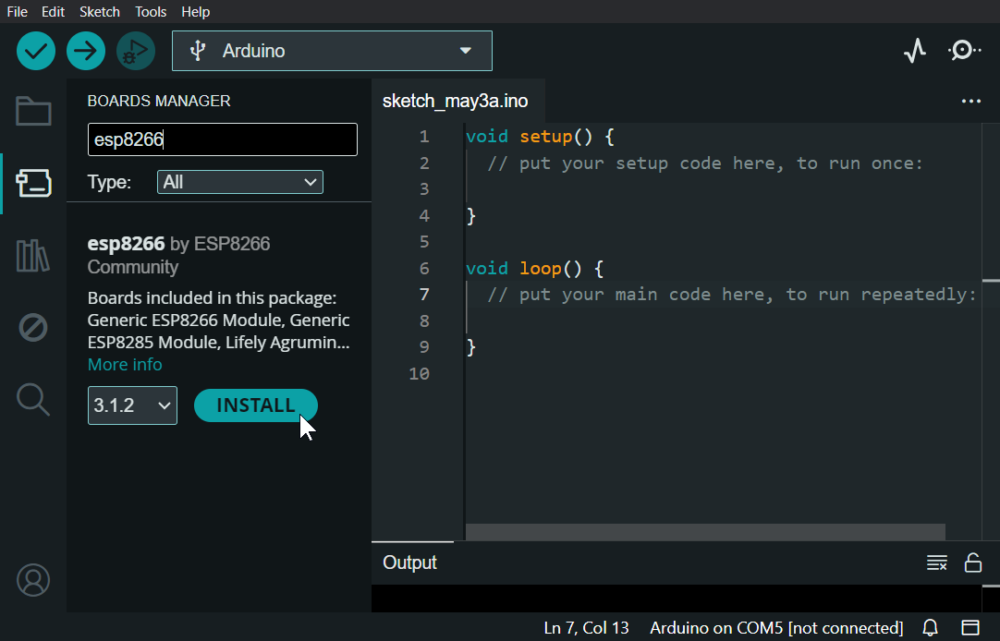 File Edit Sketch Tools Help
Arduino
BOARDS MANAGER
esp8266
Type: All
esp8266 by ESP8266
Community
Boards included in this package:
Generic ESP8266 Module, Generic
ESP8285 Module, Lifely Agrumin...
More info
3.1.2 INSTALL
sketch_may3a.ino
1 void setup() {
2 // put your setup code here, to run once:
3
4 }
5
6 void loop() {
7 // put your main code here, to run repeatedly:
8
9 }
10
Output
Ln 7, Col 13 Arduino on COM5 [not connected]